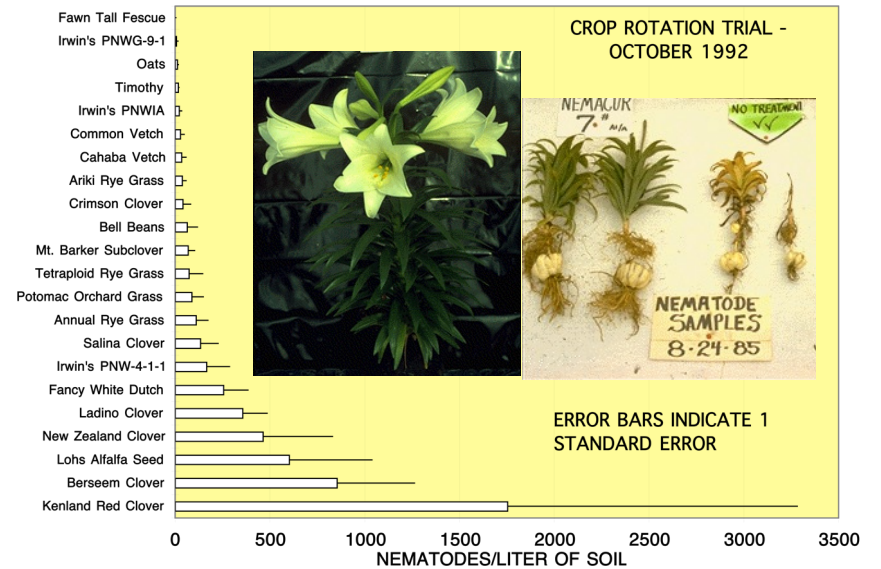 Fawn Tall Fescue
Irwin's PNWG-9-1
Oats
Timothy
Irwin's PNWIA
Common Vetch
Cahaba Vetch
Ariki Rye Grass
Crimson Clover
Bell Beans
Mt. Barker Subclover
Tetraploid Rye Grass
Potomac Orchard Grass
Annual Rye Grass
Salina Clover
Irwin's PNW-4-1-1
Fancy White Dutch
Ladino Clover
New Zealand Clover
Lohs Alfalfa Seed
Berseem Clover
Kenland Red Clover
CROP ROTATION TRIAL -
OCTOBER 1992
NEMACUR
7#
NO TREATMENT
NEMATODE
SAMPLES
8-24-85
ERROR BARS INDICATE 1
STANDARD ERROR
0 500 1000 1500 2000 2500 3000 3500
NEMATODES/LITER OF SOIL